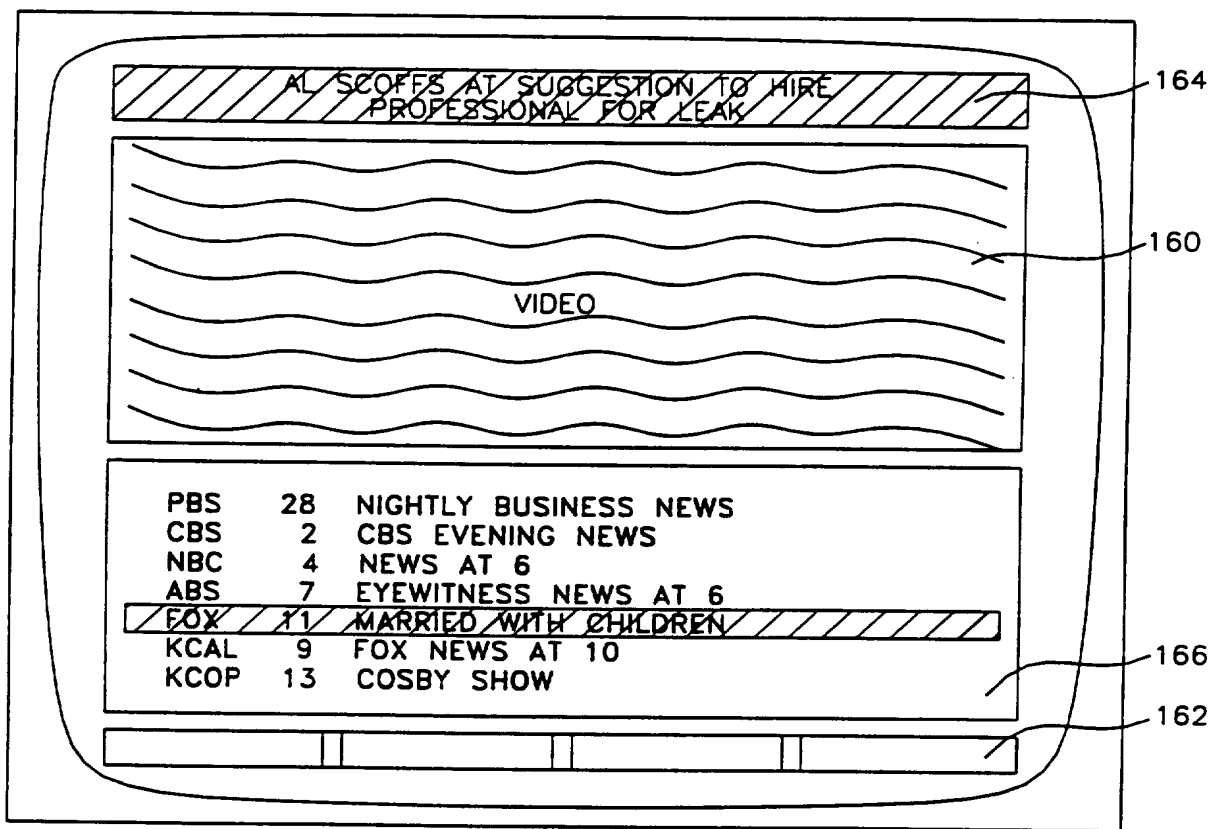 AL SCOFFS AT SUGGESTION TO HIRE
PROFESSIONAL FOR LEAK
164
160
VIDEO
PBS 28 NIGHTLY BUSINESS NEWS
CBS 2 CBS EVENING NEWS
NBC 4 NEWS AT 6
ABS 7 EYEWITNESS NEWS AT 6
FOX 11 MARRIED WITH CHILDREN
KCAL 9 FOX NEWS AT 10
KCOP 13 COSBY SHOW
166
162